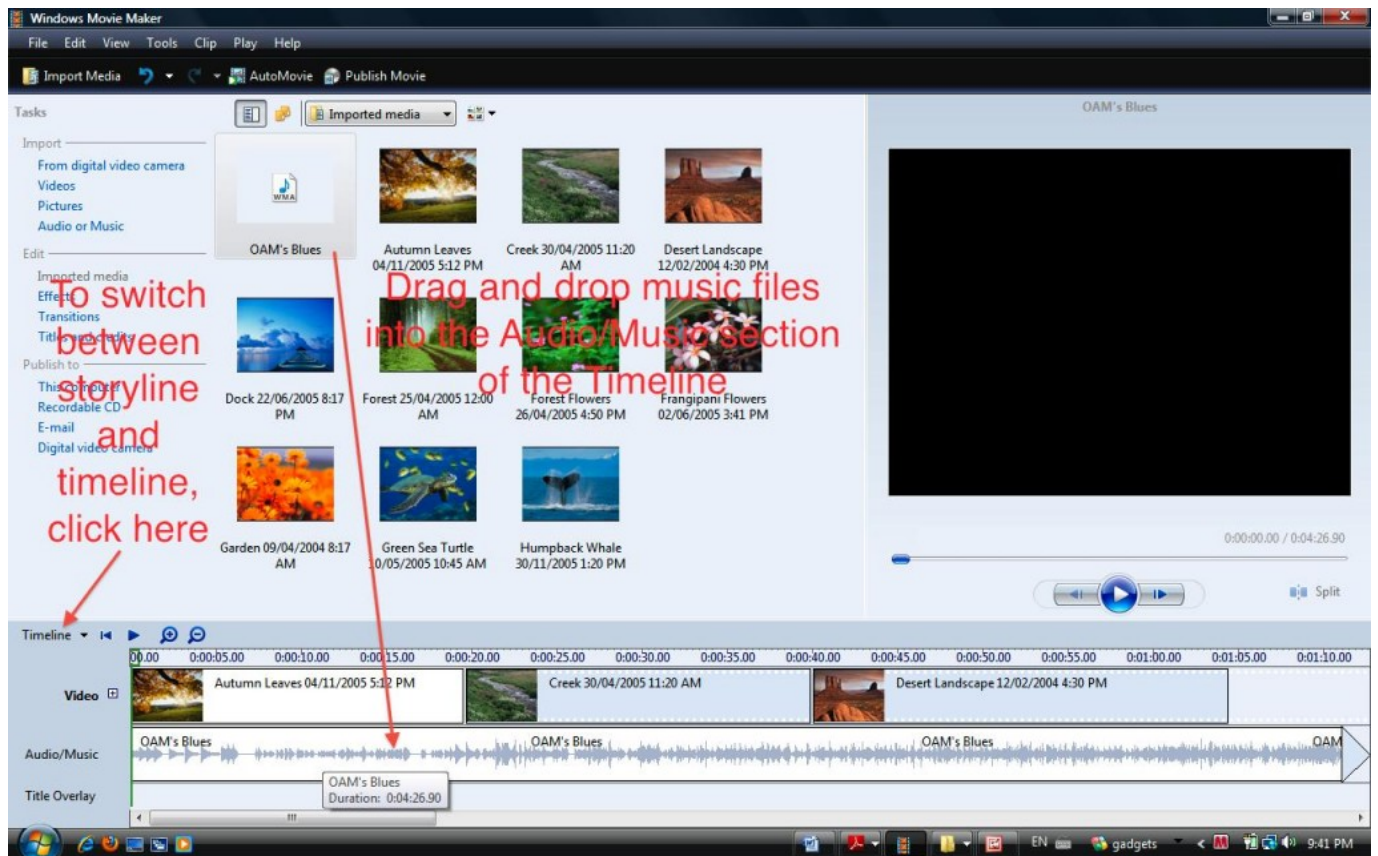 Windows Movie Maker
File Edit View Tools Clip Play Help
Import Media AutoMovie Publish Movie
Tasks
Imported media
OAM's Blues
Import
From digital video camera
Videos
Pictures
Audio or Music
Edit
Imported media
Effects
Transitions
Titles and credits
Publish to
This computer
Recordable CD
E-mail
Digital video camera
To switch
between
storyline
and
timeline,
click here
WMA
OAM's Blues
Autumn Leaves
04/11/2005 5:12 PM
Creek 30/04/2005 11:20
AM
Desert Landscape
12/02/2004 4:30 PM
Drag and drop music files
into the Audio/Music section
of the Timeline
Dock 22/06/2005 8:17
PM
Forest 25/04/2005 12:00
AM
Forest Flowers
26/04/2005 4:50 PM
Frangipani Flowers
02/06/2005 3:41 PM
Garden 09/04/2004 8:17
AM
Green Sea Turtle
10/05/2005 10:45 AM
Humpback Whale
30/11/2005 1:20 PM
0:00:00.00 / 0:04:26.90
Split
Timeline
00.00 0:00:05.00 0:00:10.00 0:00:15.00 0:00:20.00 0:00:25.00 0:00:30.00 0:00:35.00 0:00:40.00 0:00:45.00 0:00:50.00 0:00:55.00 0:01:00.00 0:01:05.00 0:01:10.00
Video
Autumn Leaves 04/11/2005 5:12 PM Creek 30/04/2005 11:20 AM Desert Landscape 12/02/2004 4:30 PM
Audio/Music
OAM's Blues OAM's Blues OAM's Blues OAM
OAM's Blues
Duration: 0:04:26.90
Title Overlay
EN gadgets 9:41 PM